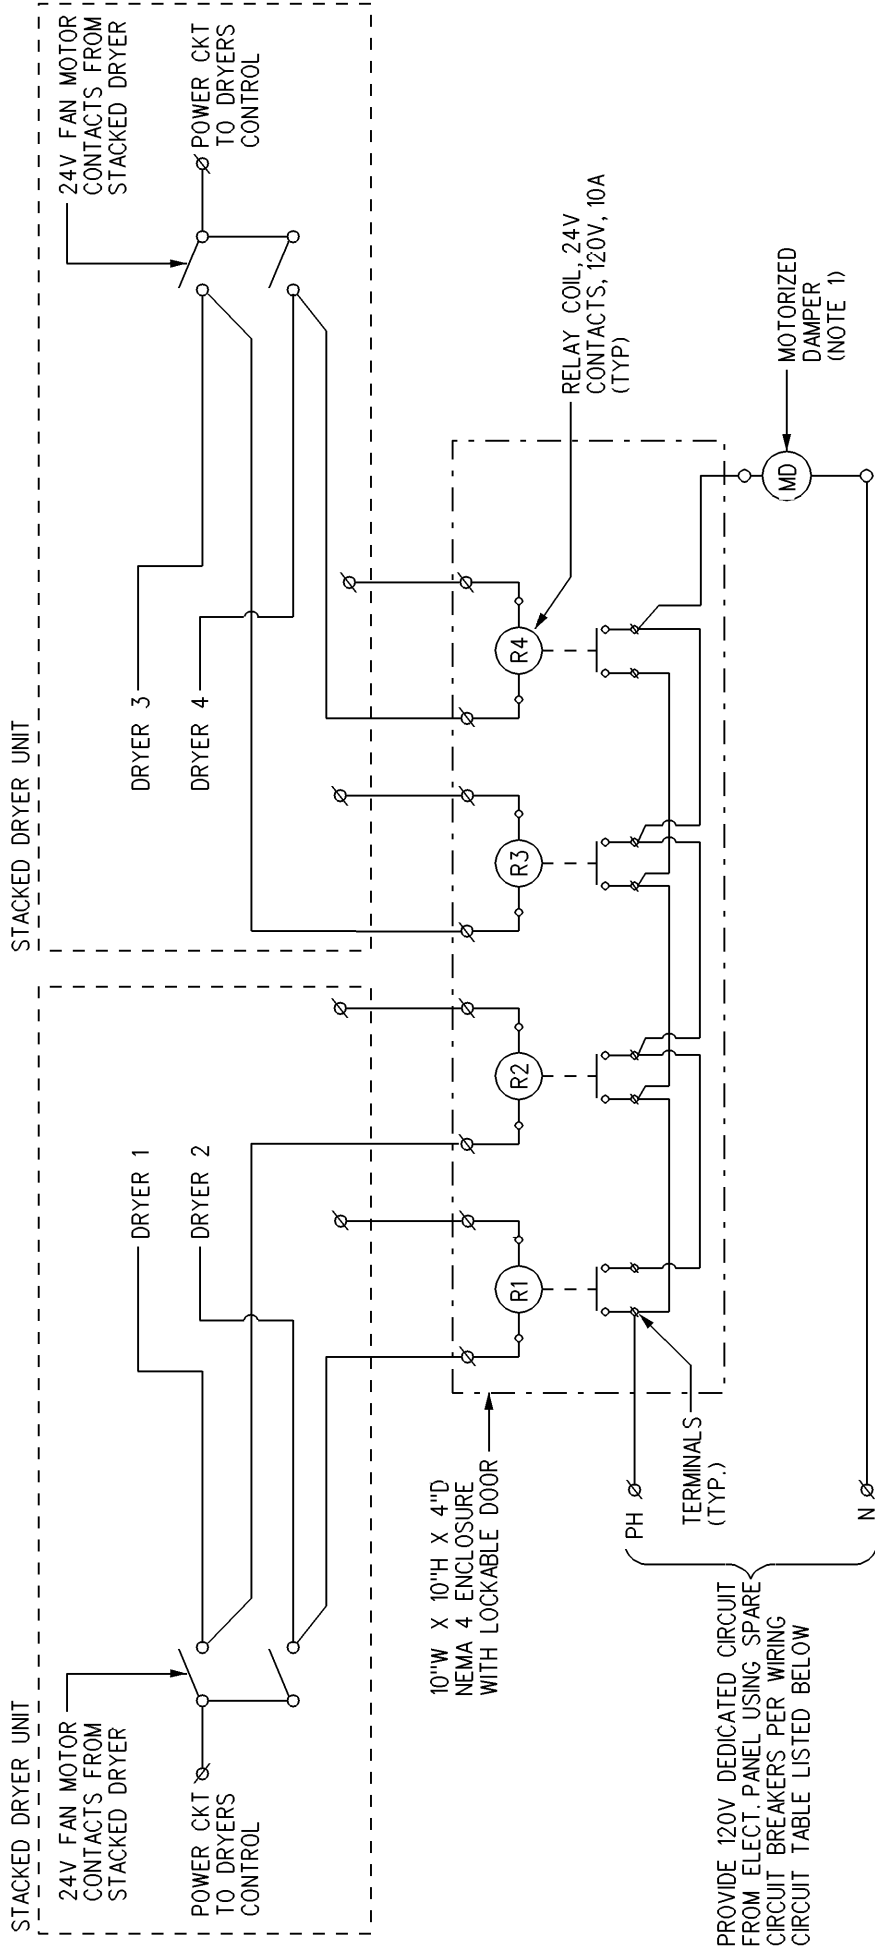 STACKED DRYER UNIT
24V FAN MOTOR
CONTACTS FROM
STACKED DRYER
POWER CKT
TO DRYERS
CONTROL
DRYER 1
DRYER 2
STACKED DRYER UNIT
DRYER 3
DRYER 4
24V FAN MOTOR
CONTACTS FROM
STACKED DRYER
POWER CKT
TO DRYERS
CONTROL
10"W X 10"H X 4"D
NEMA 4 ENCLOSURE
WITH LOCKABLE DOOR
R1
R2
R3
R4
RELAY COIL, 24V
CONTACTS, 120V, 10A
(TYP)
PH
TERMINALS
(TYP.)
MD
MOTORIZED
DAMPER
(NOTE 1)
N
PROVIDE 120V DEDICATED CIRCUIT
FROM ELECT. PANEL USING SPARE
CIRCUIT BREAKERS PER WIRING
CIRCUIT TABLE LISTED BELOW